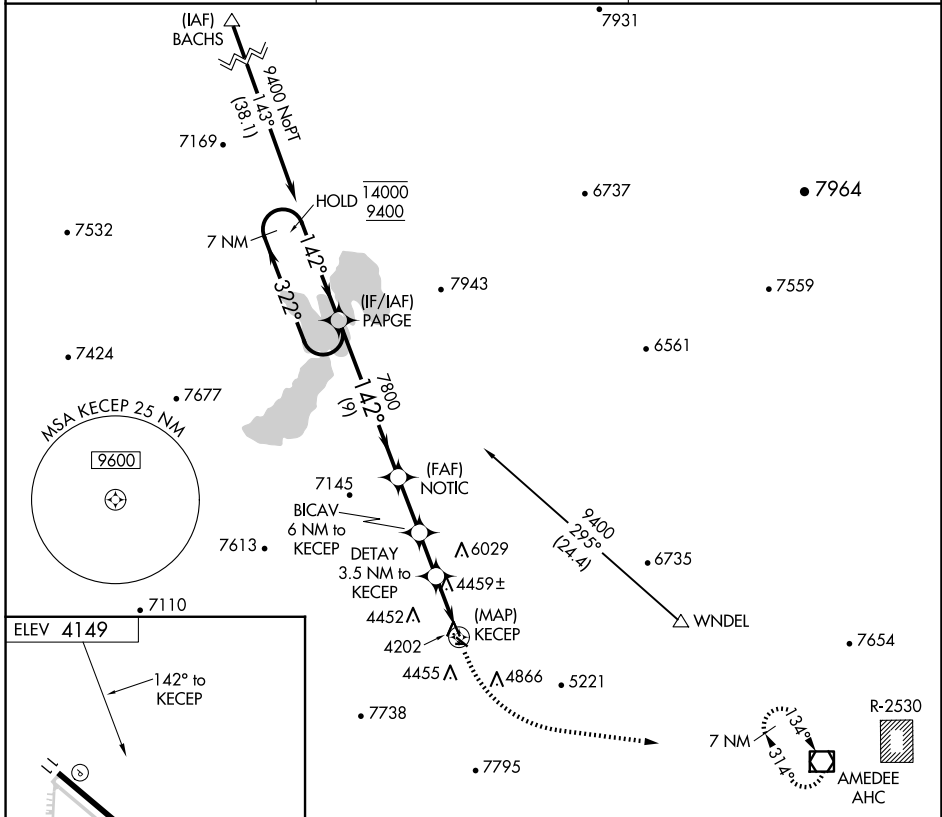 (IAF)
BACHS
7931
9400 NoPT
143°
(38.1)
7169
HOLD 14000
9400
6737
7964
7532
7 NM
142°
322°
(IF/IAF)
PAPGE
7943
7559
7424
6561
7800
142°
(9)
7677
MSA KECEP 25 NM
9600
(FAF)
NOTIC
7145
BICAV
6 NM to
KECEP
9400
295°
(24.4)
7613
DETAY
3.5 NM to
KECEP
6029
4459±
6735
7110
4452
(MAP)
KECEP
WNDEL
ELEV 4149
4202
7654
142° to
KECEP
4455
4866
5221
R-2530
7738
7 NM
134°
314°
P
7795
AMEDEE
AHC